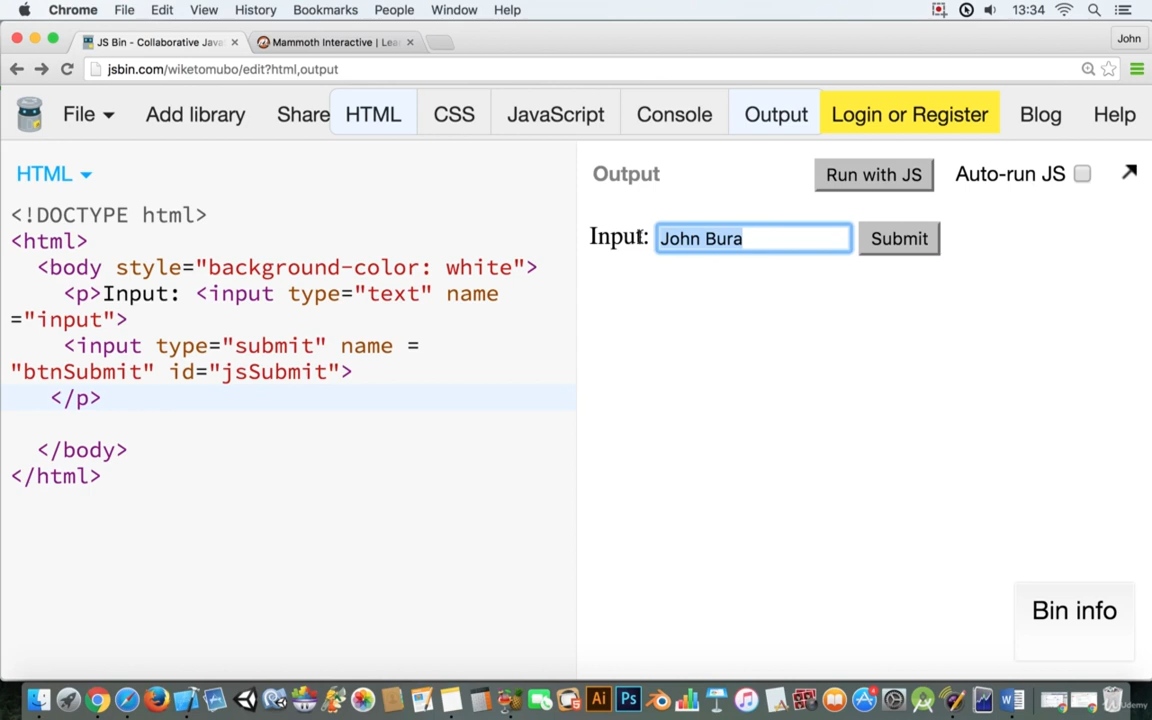 Chrome File Edit View History Bookmarks People Window Help 13:34
JS Bin - Collaborative Java
Mammoth Interactive | Lea
John
jsbin.com/wiketomubo/edit?html,output
File Add library Share HTML CSS JavaScript Console Output Login or Register Blog Help
HTML
Output Run with JS Auto-run JS
<!DOCTYPE html>
<html>
<body style="background-color: white">
<p>Input: <input type="text" name
="input">
<input type="submit" name =
"btnSubmit" id="jsSubmit">
</p>
</body>
</html>
Input: John Bura Submit
Bin info
Ai Ps
Udemy